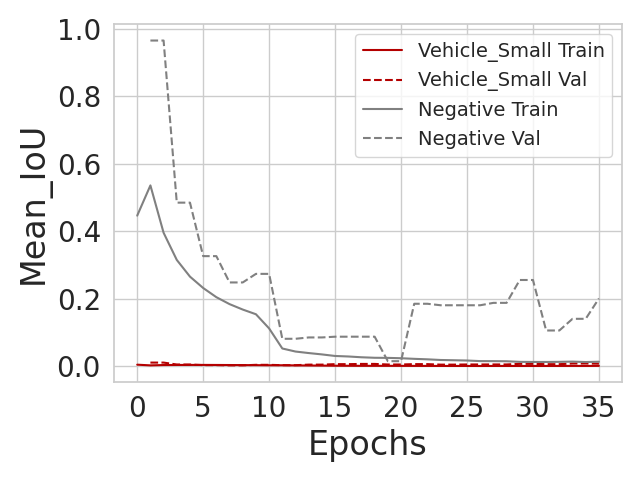 1.0
0.8
0.6
0.4
0.2
0.0
Mean_IoU
Vehicle_Small Train
Vehicle_Small Val
Negative Train
Negative Val
0 5 10 15 20 25 30 35
Epochs